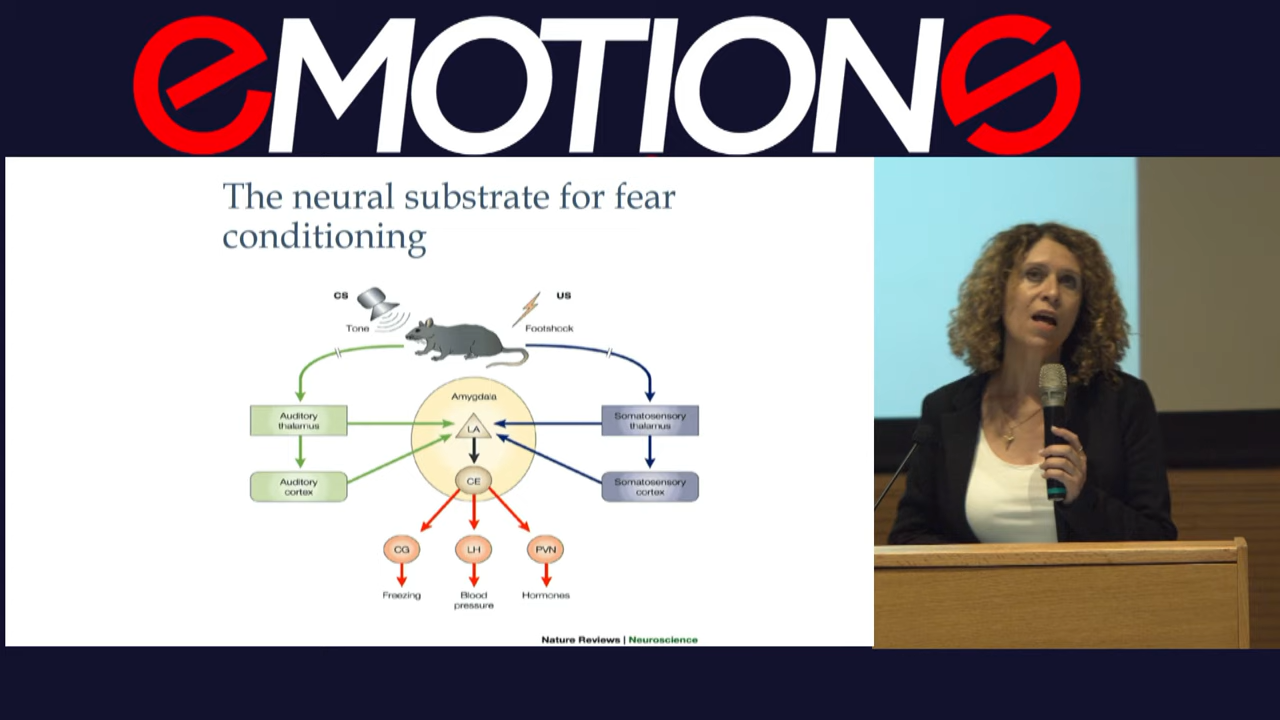 eMOTIONS
The neural substrate for fear
conditioning
CS
US
Tone
Footshock
Amygdala
Auditory
thalamus
LA
Somatosensory
thalamus
Auditory
cortex
CE
Somatosensory
cortex
CG
LH
PVN
Freezing
Blood
pressure
Hormones
Nature Reviews | Neuroscience